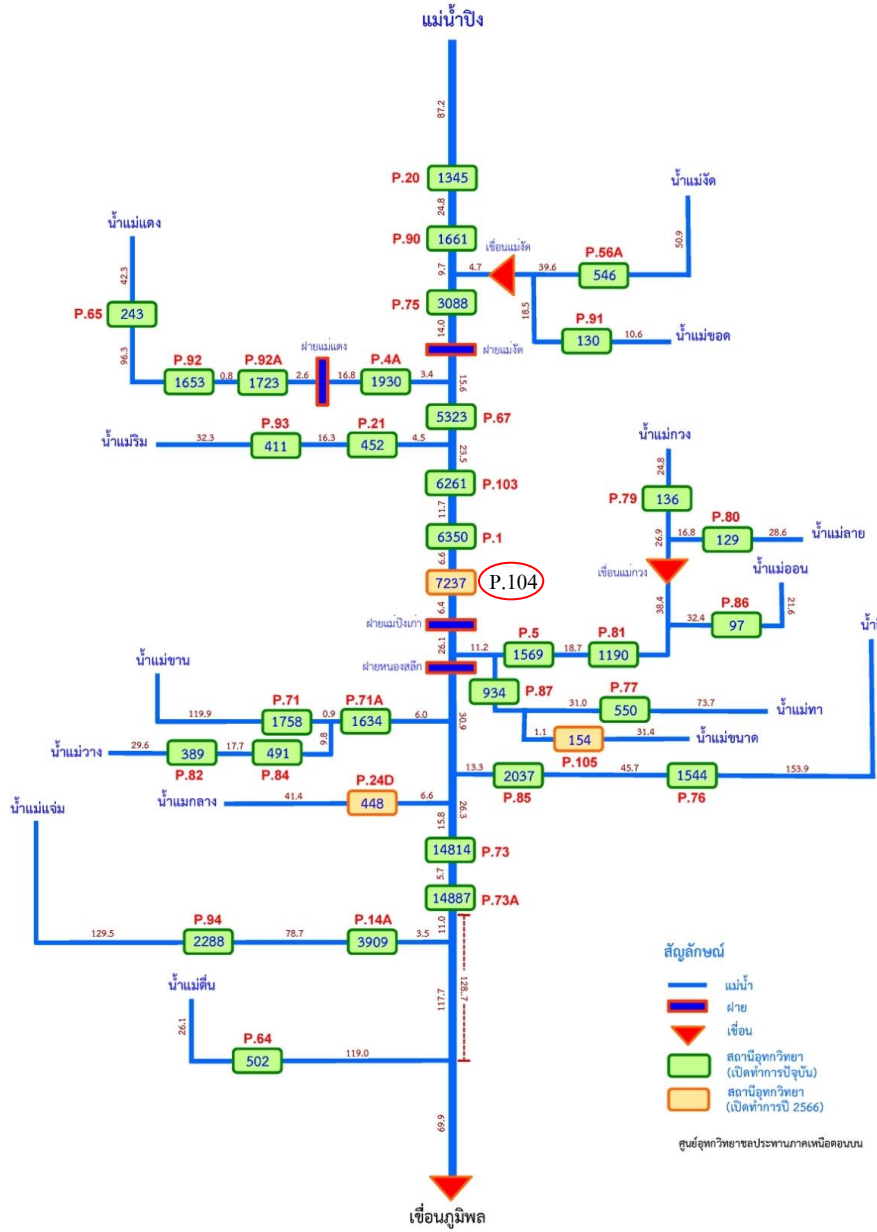 แม่น้ำปิง
87.2
P.20
1345
24.8
P.90
1661
9.7
4.7
เขื่อนแม่งัด
39.6
P.56A
546
50.9
น้ำแม่งัด
18.5
P.91
130
10.6
น้ำแม่ขอด
P.75
3088
14.0
ฝายแม่งัด
น้ำแม่แตง
42.3
P.65
243
96.3
P.92
1653
0.8
P.92A
1723
2.6
ฝายแม่แตง
16.8
P.4A
1930
3.4
15.6
5323
P.67
น้ำแม่ริม
32.3
P.93
411
16.3
P.21
452
4.5
23.5
6261
P.103
11.7
6350
P.1
6.6
7237
P.104
6.4
ฝายแม่ปิงเก่า
26.1
ฝายหนองสลีก
น้ำแม่กวง
24.8
P.79
136
26.9
16.8
P.80
129
28.6
น้ำแม่ลาย
เขื่อนแม่กวง
น้ำแม่ออน
38.4
32.4
P.86
97
21.6
11.2
P.5
1569
18.7
P.81
1190
934
P.87
31.0
P.77
550
73.7
น้ำแม่ทา
1.1
154
31.4
น้ำแม่ขนาด
P.105
น้ำแม่ขาน
119.9
P.71
1758
0.9
P.71A
1634
6.0
30.9
น้ำแม่วาง
29.6
389
P.82
17.7
491
P.84
9.8
13.3
2037
P.85
45.7
1544
P.76
153.9
น้ำแมกลาง
41.4
P.24D
448
6.6
26.3
15.8
14814
P.73
5.7
14887
P.73A
น้ำแม่แจ่ม
129.5
P.94
2288
78.7
P.14A
3909
3.5
11.0
128..7
117.7
น้ำแม่ตื่น
26.1
P.64
502
119.0
69.9
เขื่อนภูมิพล
สัญลักษณ์
แม่น้ำ
ฝาย
เขื่อน
สถานีอุทกวิทยา
(เปิดทำการปัจุบัน)
สถานีอุทกวิทยา
(เปิดทำการปี 2566)
ศูนย์อุทกวิทยาชลประทานภาคเหนือตอนบน